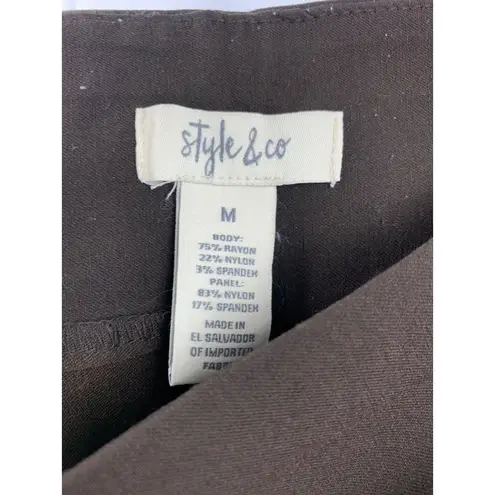 style & co
M
BODY:
75% RAYON
22% NYLON
3% SPANDEX
PANEL:
83% NYLON
17% SPANDEX
MADE IN
EL SALVADOR
OF IMPORTED